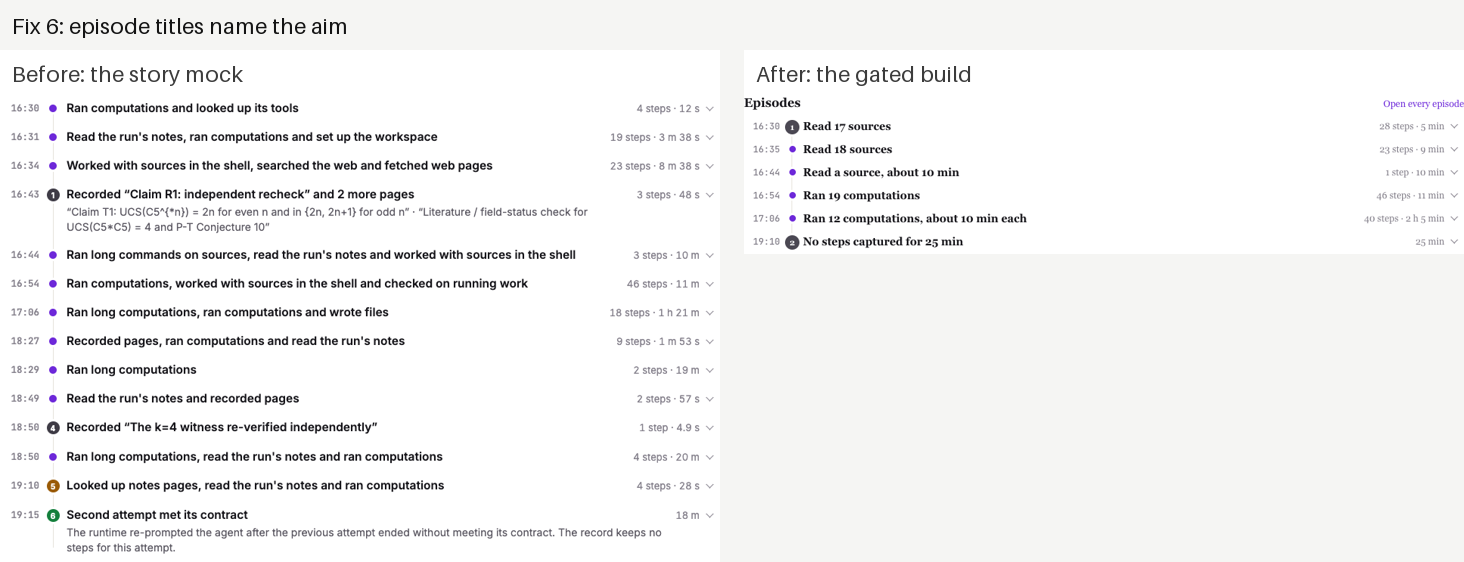 Fix 6: episode titles name the aim
Before: the story mock
16:30 Ran computations and looked up its tools 4 steps · 12 s
16:31 Read the run's notes, ran computations and set up the workspace 19 steps · 3 m 38 s
16:34 Worked with sources in the shell, searched the web and fetched web pages 23 steps · 8 m 38 s
16:43 1 Recorded “Claim R1: independent recheck” and 2 more pages 3 steps · 48 s
“Claim T1: UCS(C5^{*n}) = 2n for even n and in {2n, 2n+1} for odd n” · “Literature / field-status check for
UCS(C5*C5) = 4 and P-T Conjecture 10”
16:44 Ran long commands on sources, read the run's notes and worked with sources in the shell 3 steps · 10 m
16:54 Ran computations, worked with sources in the shell and checked on running work 46 steps · 11 m
17:06 Ran long computations, ran computations and wrote files 18 steps · 1 h 21 m
18:27 Recorded pages, ran computations and read the run's notes 9 steps · 1 m 53 s
18:29 Ran long computations 2 steps · 19 m
18:49 Read the run's notes and recorded pages 2 steps · 57 s
18:50 4 Recorded “The k=4 witness re-verified independently” 1 step · 4.9 s
18:50 Ran long computations, read the run's notes and ran computations 4 steps · 20 m
19:10 5 Looked up notes pages, read the run's notes and ran computations 4 steps · 28 s
19:15 6 Second attempt met its contract 18 m
The runtime re-prompted the agent after the previous attempt ended without meeting its contract. The record keeps no
steps for this attempt.
After: the gated build
Episodes Open every episode
16:30 1 Read 17 sources 28 steps · 5 min
16:35 Read 18 sources 23 steps · 9 min
16:44 Read a source, about 10 min 1 step · 10 min
16:54 Ran 19 computations 46 steps · 11 min
17:06 Ran 12 computations, about 10 min each 40 steps · 2 h 5 min
19:10 2 No steps captured for 25 min 25 min